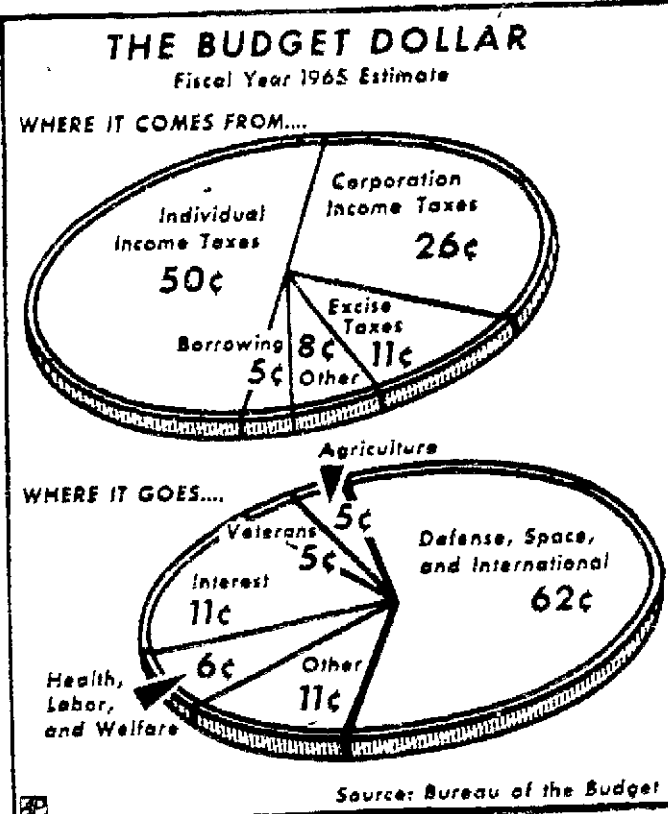 THE BUDGET DOLLAR
Fiscal Year 1965 Estimate
WHERE IT COMES FROM....
Individual
Income Taxes
50¢
Corporation
Income Taxes
26¢
Excise
Taxes
11¢
8¢
Other
Borrowing
5¢
WHERE IT GOES....
Agriculture
5¢
Veterans
5¢
Interest
11¢
Health,
Labor,
and Welfare
6¢
Other
11¢
Defense, Space,
and International
62¢
Source: Bureau of the Budget
AP